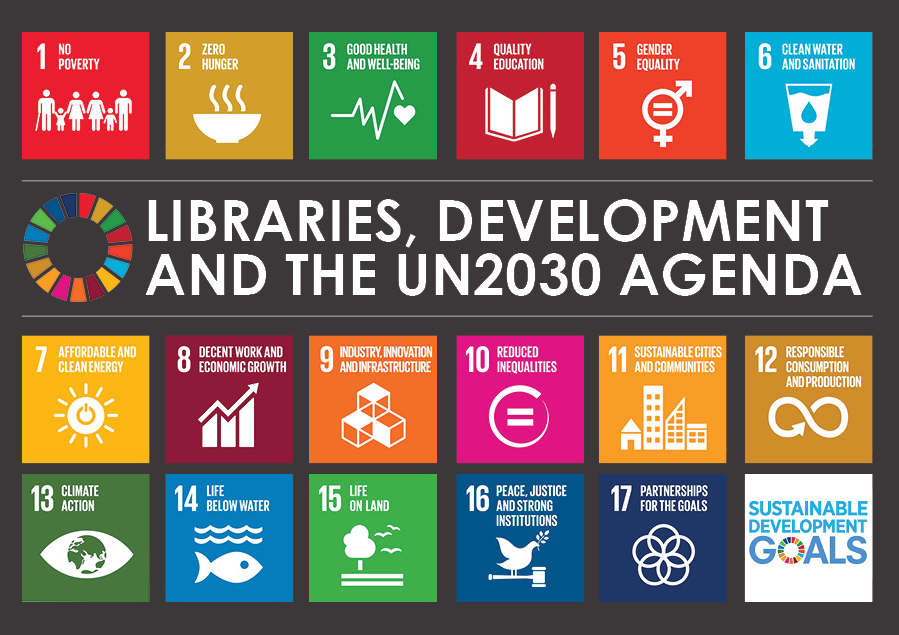 1 NO
POVERTY
2 ZERO
HUNGER
3 GOOD HEALTH
AND WELL-BEING
4 QUALITY
EDUCATION
5 GENDER
EQUALITY
6 CLEAN WATER
AND SANITATION
LIBRARIES, DEVELOPMENT
AND THE UN2030 AGENDA
7 AFFORDABLE AND
CLEAN ENERGY
8 DECENT WORK AND
ECONOMIC GROWTH
9 INDUSTRY, INNOVATION
AND INFRASTRUCTURE
10 REDUCED
INEQUALITIES
11 SUSTAINABLE CITIES
AND COMMUNITIES
12 RESPONSIBLE
CONSUMPTION
AND PRODUCTION
13 CLIMATE
ACTION
14 LIFE
BELOW WATER
15 LIFE
ON LAND
16 PEACE, JUSTICE
AND STRONG
INSTITUTIONS
17 PARTNERSHIPS
FOR THE GOALS
SUSTAINABLE
DEVELOPMENT
GOALS